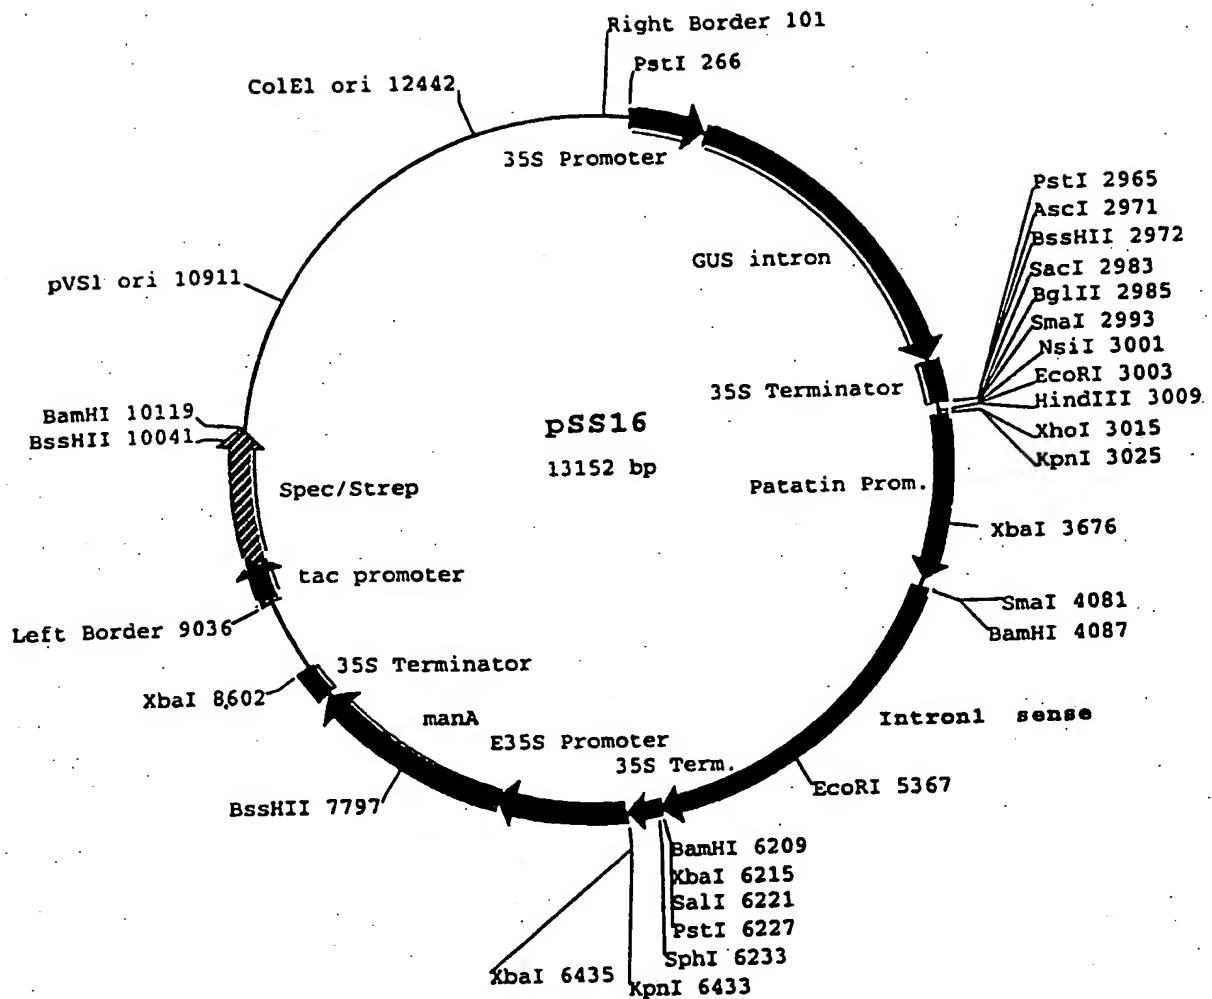 Right Border 101
PstI 266
ColE1 ori 12442
35S Promoter
PstI 2965
AscI 2971
BssHII 2972
SacI 2983
BglII 2985
SmaI 2993
NsiI 3001
EcoRI 3003
HindIII 3009
XhoI 3015
KpnI 3025
GUS intron
pVS1 ori 10911
35S Terminator
pSS16
13152 bp
BamHI 10119
BssHII 10041
Spec/Strep
Patatin Prom.
XbaI 3676
tac promoter
SmaI 4081
BamHI 4087
Left Border 9036
35S Terminator
XbaI 8602
manA
Intron1 sense
E35S Promoter
35S Term.
EcoRI 5367
BssHII 7797
BamHI 6209
XbaI 6215
SalI 6221
PstI 6227
SphI 6233
XbaI 6435
KpnI 6433